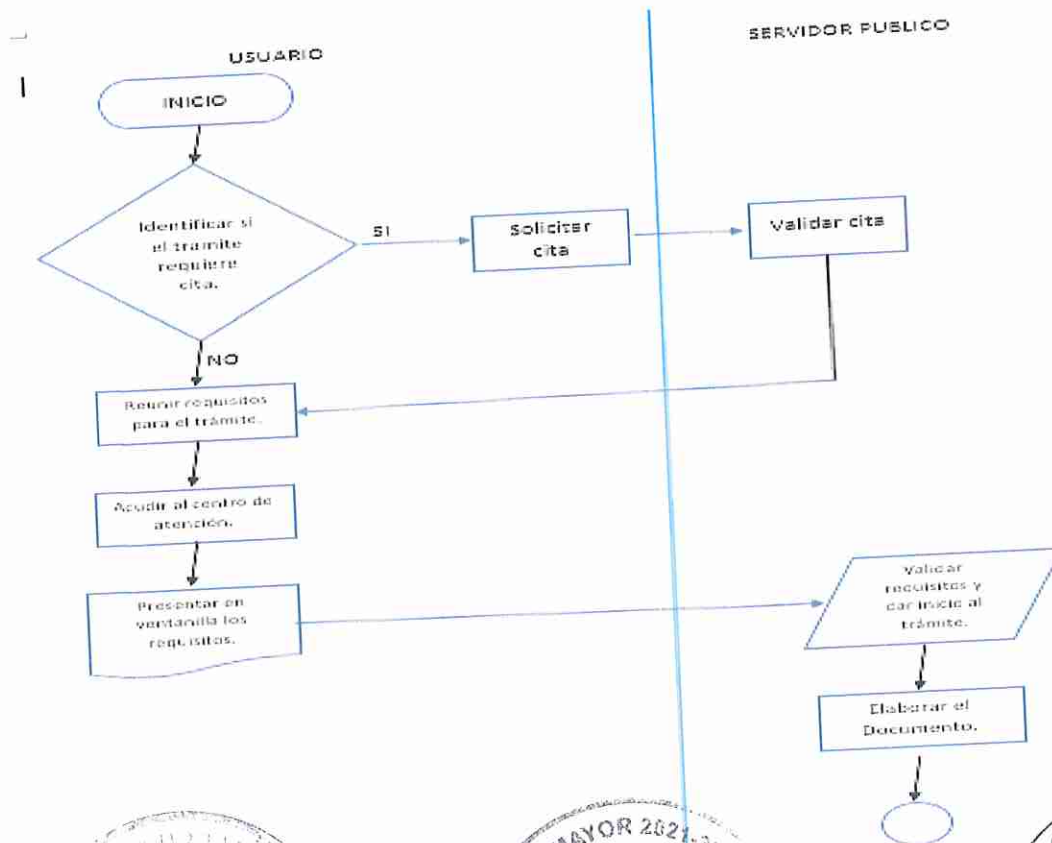 USUARIO
SERVIDOR PUBLICO
INICIO
Identificar si
el tramite
requiere
cita.
SI
Solicitar
cita
Validar cita
NO
Reunir requisitos
para el trámite.
Acudir al centro de
atención.
Presentar en
ventanilla los
requisitos.
Validar
requisitos y
dar inicio al
trámite.
Elaborar el
Documento.
MAYOR 2021-